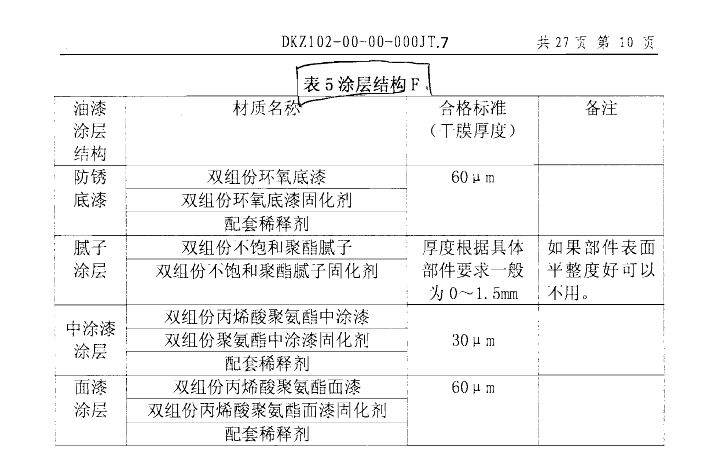 DKZ102-00-00-000JT.7 共27页 第 10 页
表5涂层结构F
油漆涂层结构 材质名称 合格标准（干膜厚度） 备注
防锈底漆 双组份环氧底漆 60μm
双组份环氧底漆固化剂
配套稀释剂
腻子涂层 双组份不饱和聚酯腻子 厚度根据具体部件要求一般为0～1.5mm 如果部件表面平整度好可以不用。
双组份不饱和聚酯腻子固化剂
中涂漆涂层 双组份丙烯酸聚氨酯中涂漆 30μm
双组份聚氨酯中涂漆固化剂
配套稀释剂
面漆涂层 双组份丙烯酸聚氨酯面漆 60μm
双组份丙烯酸聚氨酯面漆固化剂
配套稀释剂